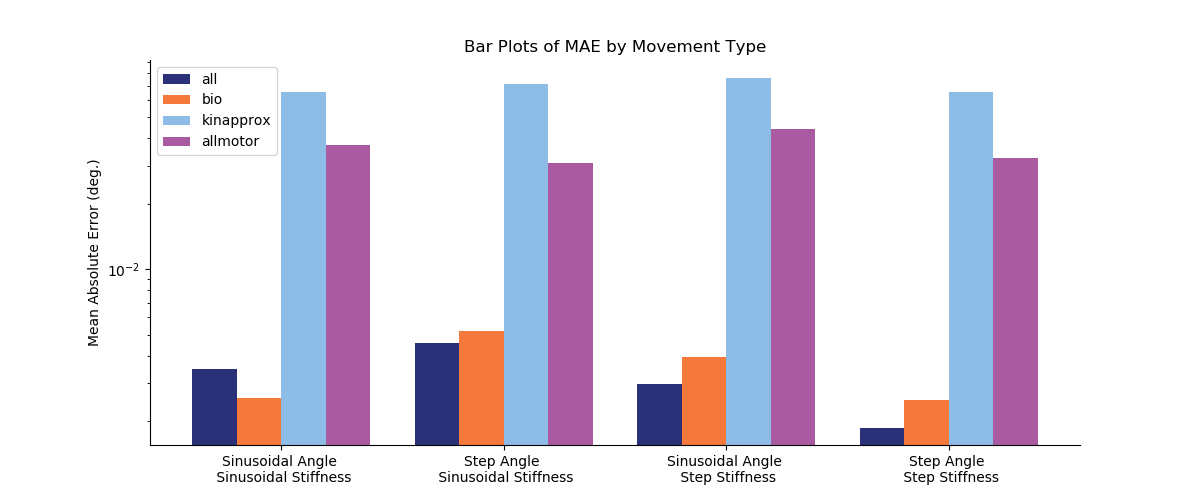 Bar Plots of MAE by Movement Type
all
bio
kinapprox
allmotor
Mean Absolute Error (deg.)
10⁻²
Sinusoidal Angle
Sinusoidal Stiffness
Step Angle
Sinusoidal Stiffness
Sinusoidal Angle
Step Stiffness
Step Angle
Step Stiffness